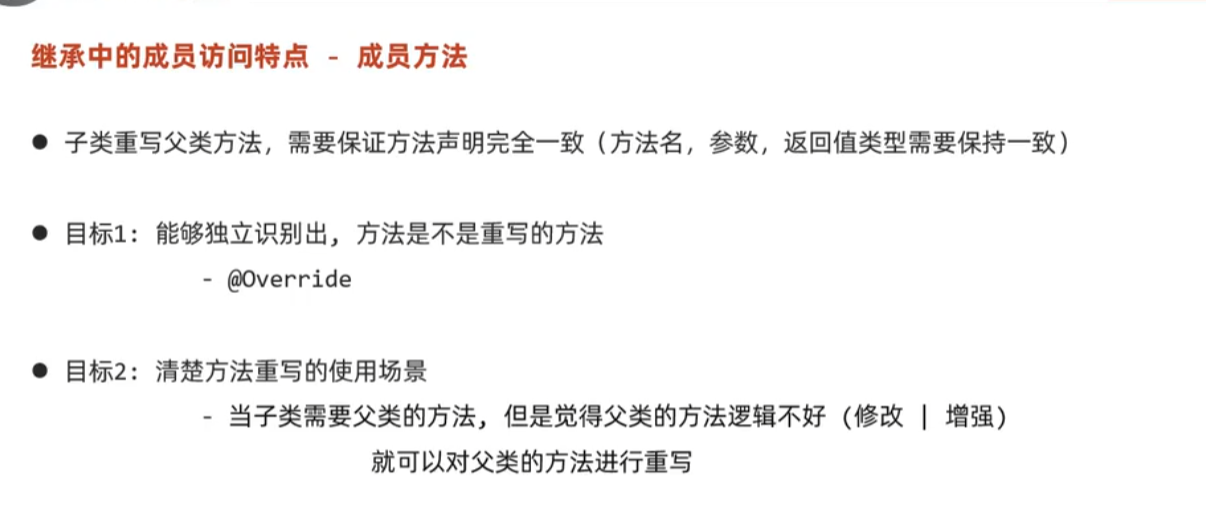 继承中的成员访问特点 - 成员方法
● 子类重写父类方法，需要保证方法声明完全一致（方法名，参数，返回值类型需要保持一致）
● 目标1: 能够独立识别出, 方法是不是重写的方法
- @Override
● 目标2: 清楚方法重写的使用场景
- 当子类需要父类的方法, 但是觉得父类的方法逻辑不好 (修改 | 增强)
就可以对父类的方法进行重写